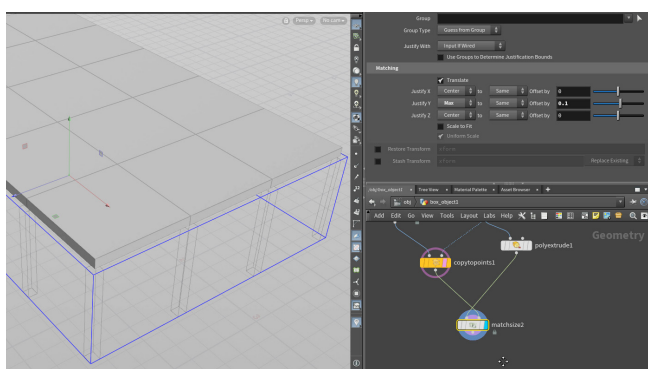 Persp
No cam
Group
Group Type Guess from Group
Justify With Input If Wired
Use Groups to Determine Justification Bounds
Matching
Translate
Justify X Center to Same Offset by 0
Justify Y Max to Same Offset by 0.1
Justify Z Center to Same Offset by 0
Scale to Fit
Uniform Scale
Restore Transform xform
Stash Transform xform Replace Existing
/obj/box_object1 × Tree View × Material Palette × Asset Browser × +
obj box_object1
Add Edit Go View Tools Layout Labs Help
Geometry
polyextrude1
copytopoints1
matchsize2